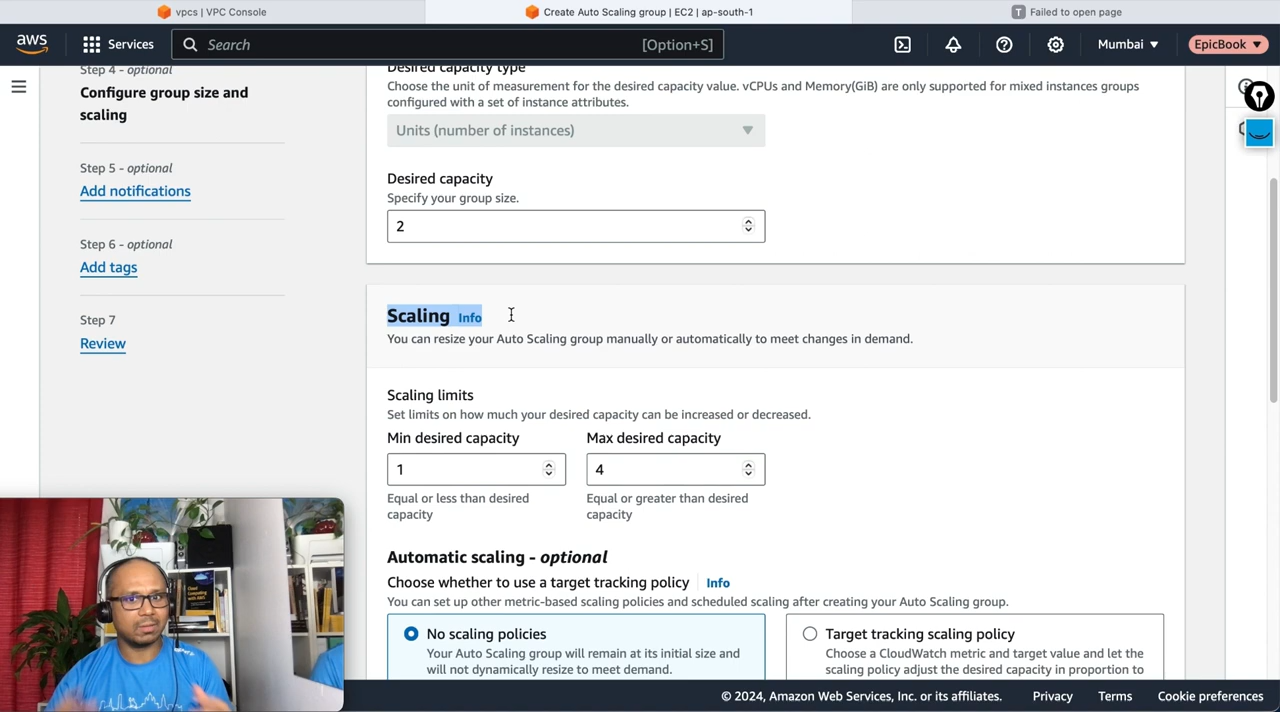 vpcs | VPC Console
Create Auto Scaling group | EC2 | ap-south-1
T Failed to open page
aws
Services
Search
[Option+S]
Mumbai
EpicBook
Step 4 - optional
Configure group size and
scaling
Step 5 - optional
Add notifications
Step 6 - optional
Add tags
Step 7
Review
Desired capacity type
Choose the unit of measurement for the desired capacity value. vCPUs and Memory(GiB) are only supported for mixed instances groups
configured with a set of instance attributes.
Units (number of instances)
Desired capacity
Specify your group size.
2
Scaling Info
You can resize your Auto Scaling group manually or automatically to meet changes in demand.
Scaling limits
Set limits on how much your desired capacity can be increased or decreased.
Min desired capacity
Max desired capacity
1
4
Equal or less than desired
capacity
Equal or greater than desired
capacity
Automatic scaling - optional
Choose whether to use a target tracking policy Info
You can set up other metric-based scaling policies and scheduled scaling after creating your Auto Scaling group.
No scaling policies
Your Auto Scaling group will remain at its initial size and
will not dynamically resize to meet demand.
Target tracking scaling policy
Choose a CloudWatch metric and target value and let the
scaling policy adjust the desired capacity in proportion to
© 2024, Amazon Web Services, Inc. or its affiliates.
Privacy
Terms
Cookie preferences